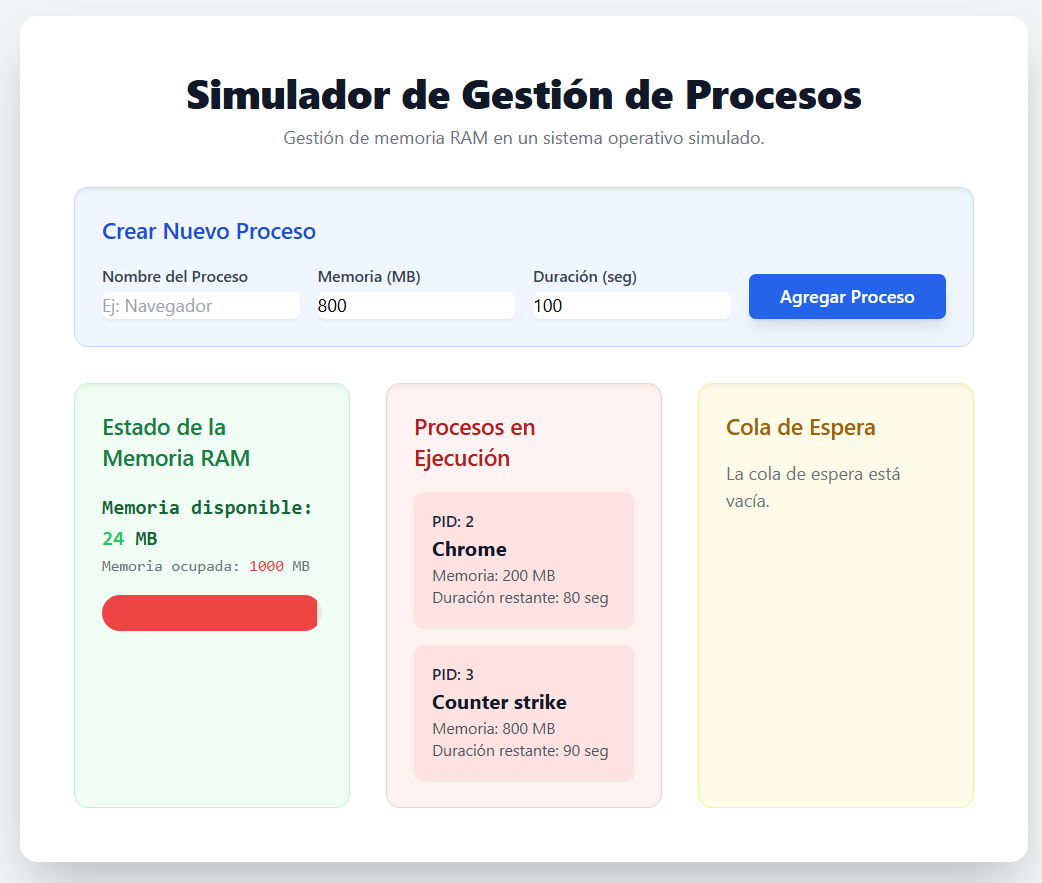 Simulador de Gestión de Procesos
Gestión de memoria RAM en un sistema operativo simulado.
Crear Nuevo Proceso
Nombre del Proceso
Ej: Navegador
Memoria (MB)
800
Duración (seg)
100
Agregar Proceso
Estado de la
Memoria RAM
Memoria disponible:
24 MB
Memoria ocupada: 1000 MB
Procesos en
Ejecución
PID: 2
Chrome
Memoria: 200 MB
Duración restante: 80 seg
PID: 3
Counter strike
Memoria: 800 MB
Duración restante: 90 seg
Cola de Espera
La cola de espera está
vacía.